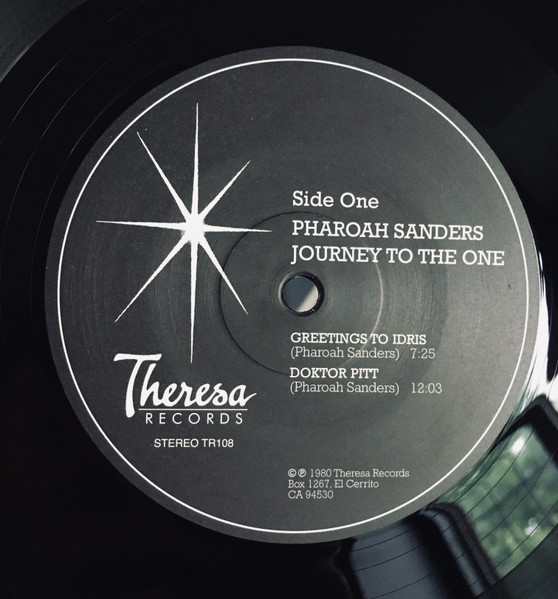 Side One
PHAROAH SANDERS
JOURNEY TO THE ONE
GREETINGS TO IDRIS
(Pharoah Sanders) 7:25
DOKTOR PITT
(Pharoah Sanders) 12:03
Theresa
RECORDS
STEREO TR108
©℗ 1980 Theresa Records
Box 1267, El Cerrito
CA 94530